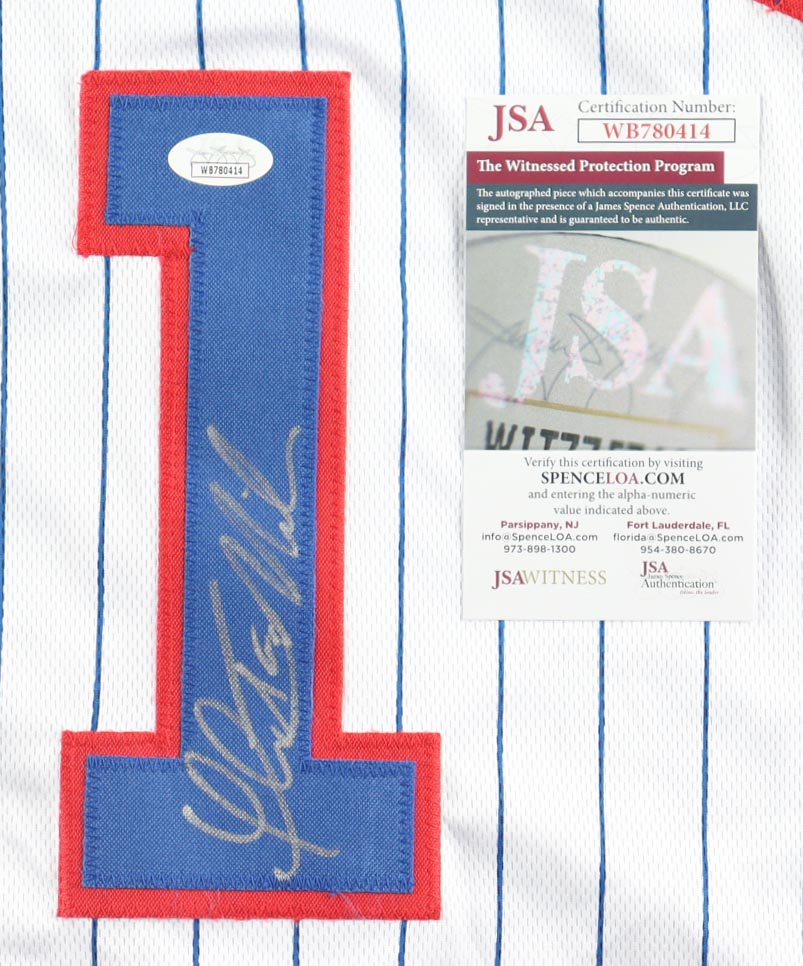 1
WB780414
JSA
Certification Number:
WB780414
The Witnessed Protection Program
The autographed piece which accompanies this certificate was
signed in the presence of a James Spence Authentication, LLC
representative and is guaranteed to be authentic.
JSA
Verify this certification by visiting
SPENCELOA.COM
and entering the alpha-numeric
value indicated above.
Parsippany, NJ
info@SpenceLOA.com
973-898-1300
Fort Lauderdale, FL
florida@SpenceLOA.com
954-380-8670
JSAWITNESS
JSA
James Spence
Authentication